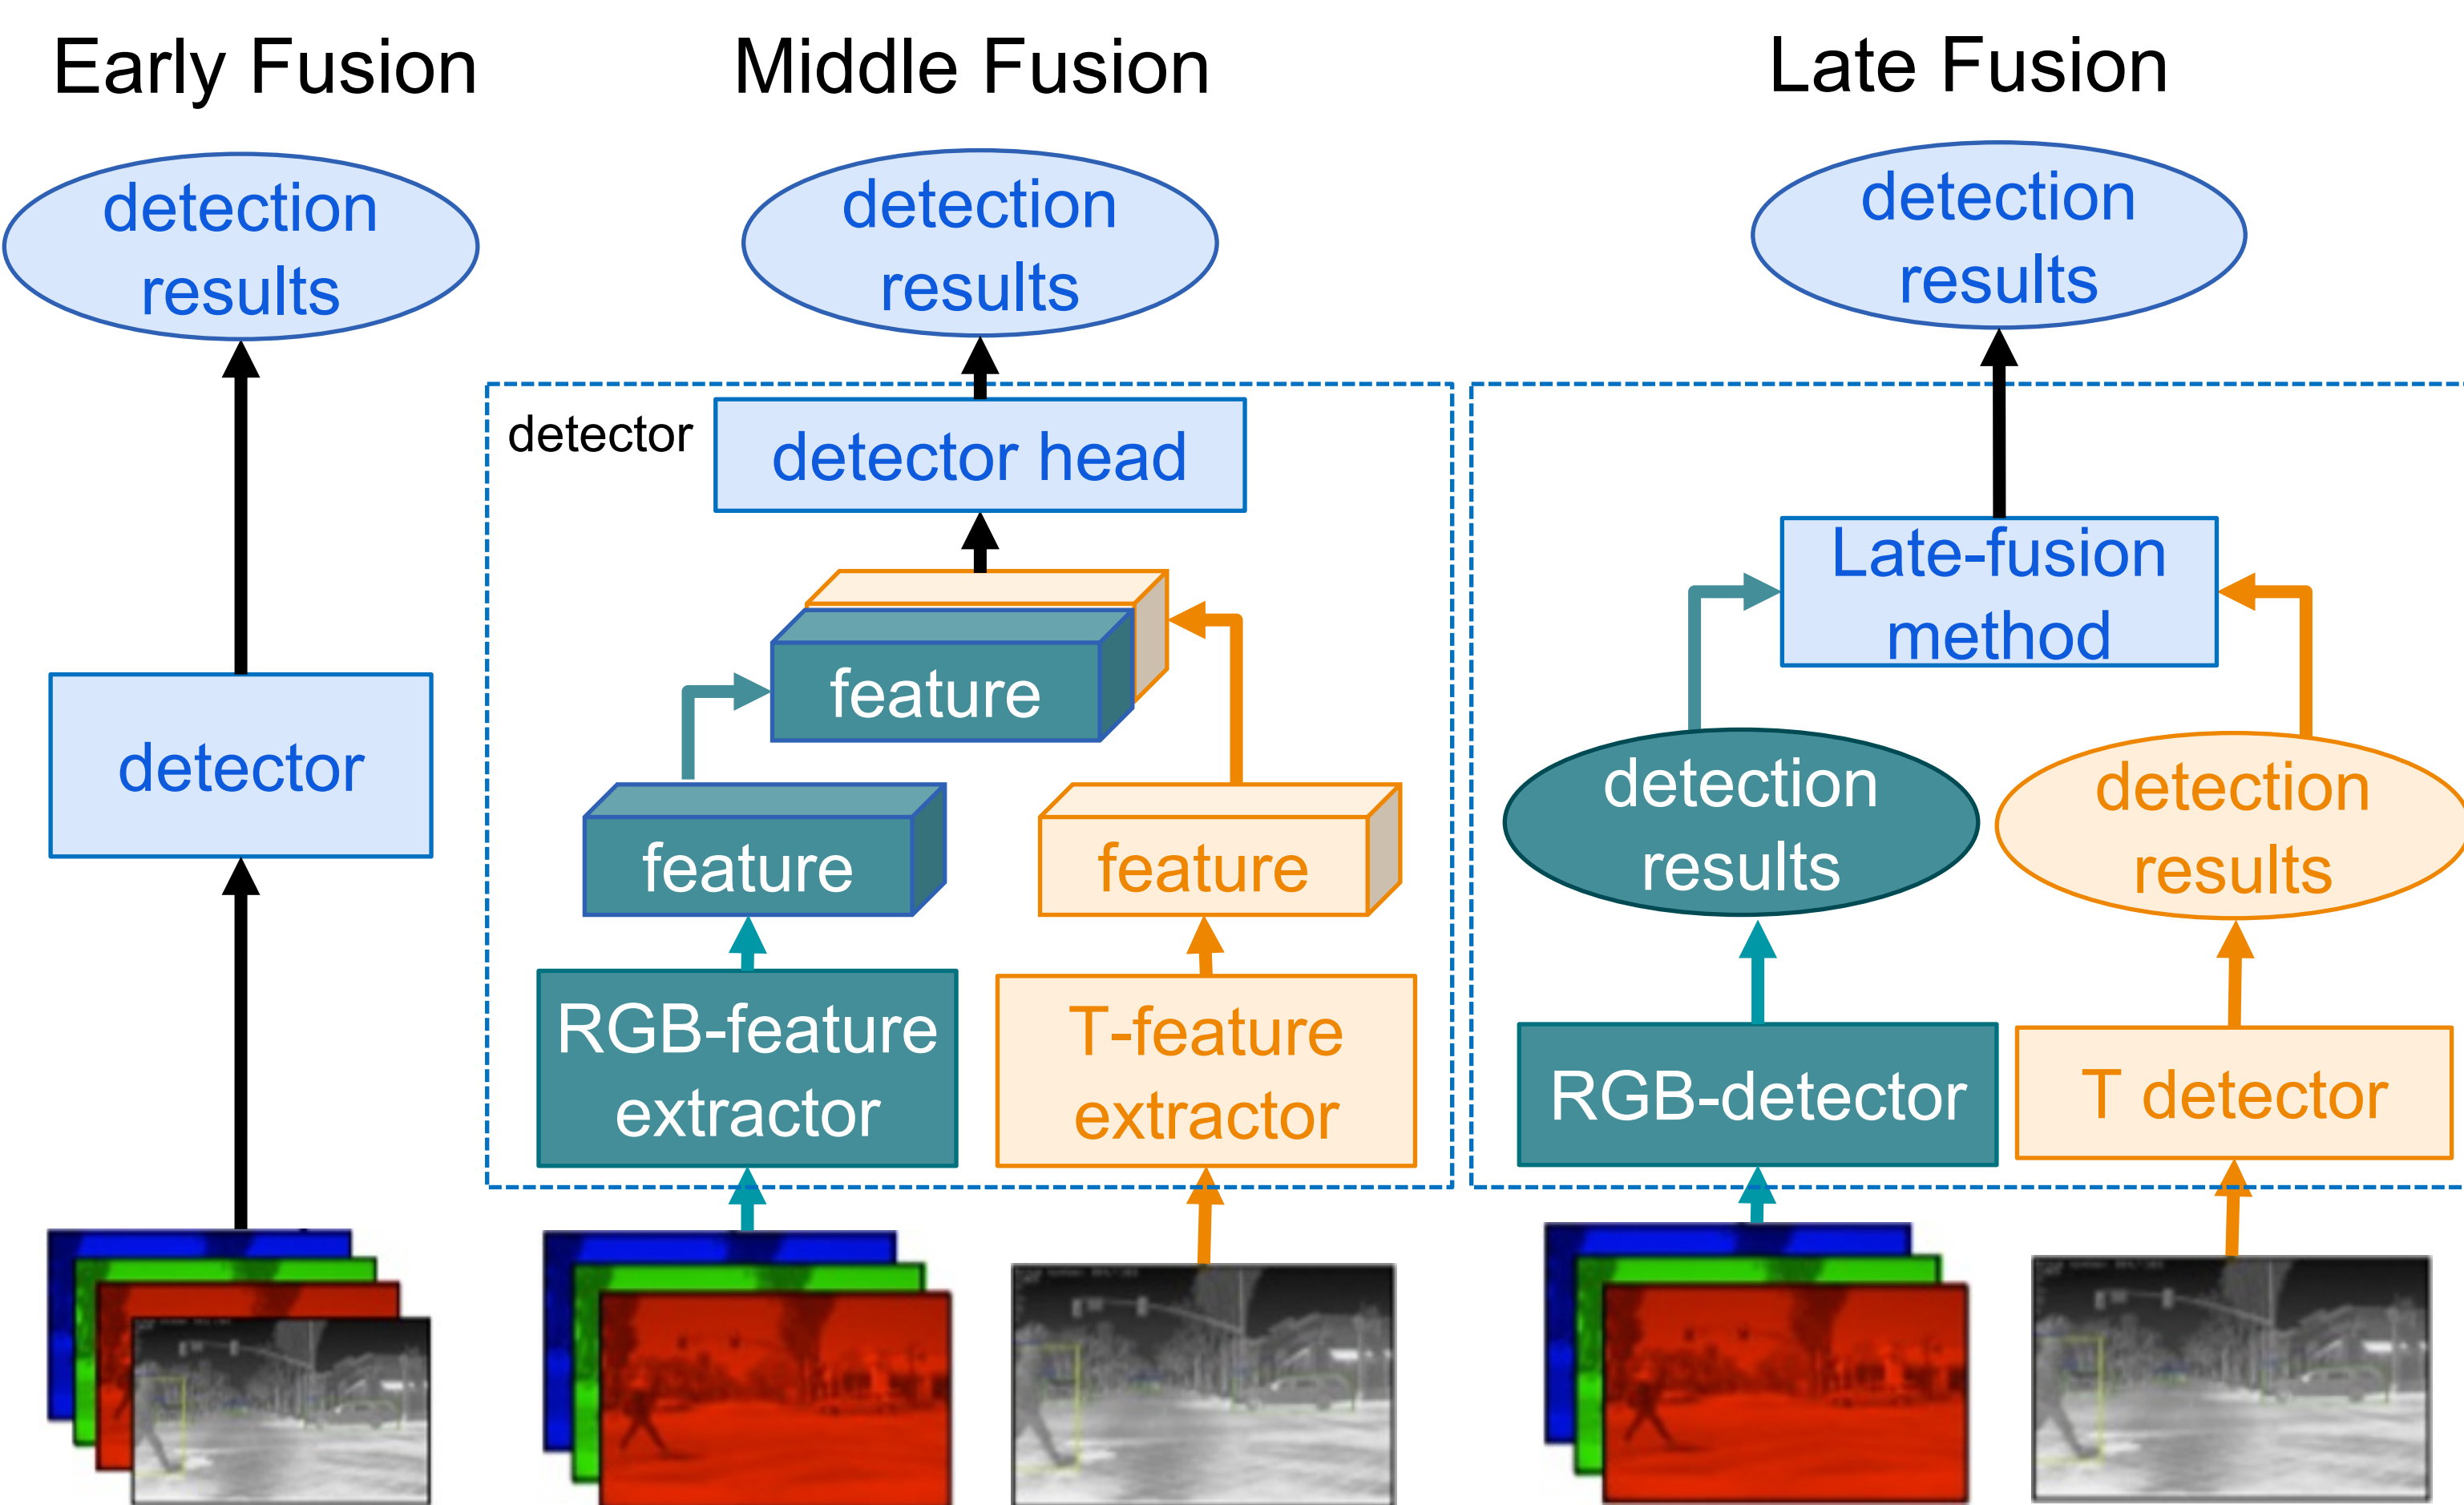 Early Fusion
Middle Fusion
Late Fusion
detection
results
detector
detection
results
detector
detector head
feature
feature
feature
RGB-feature
extractor
T-feature
extractor
detection
results
Late-fusion
method
detection
results
detection
results
RGB-detector
T detector